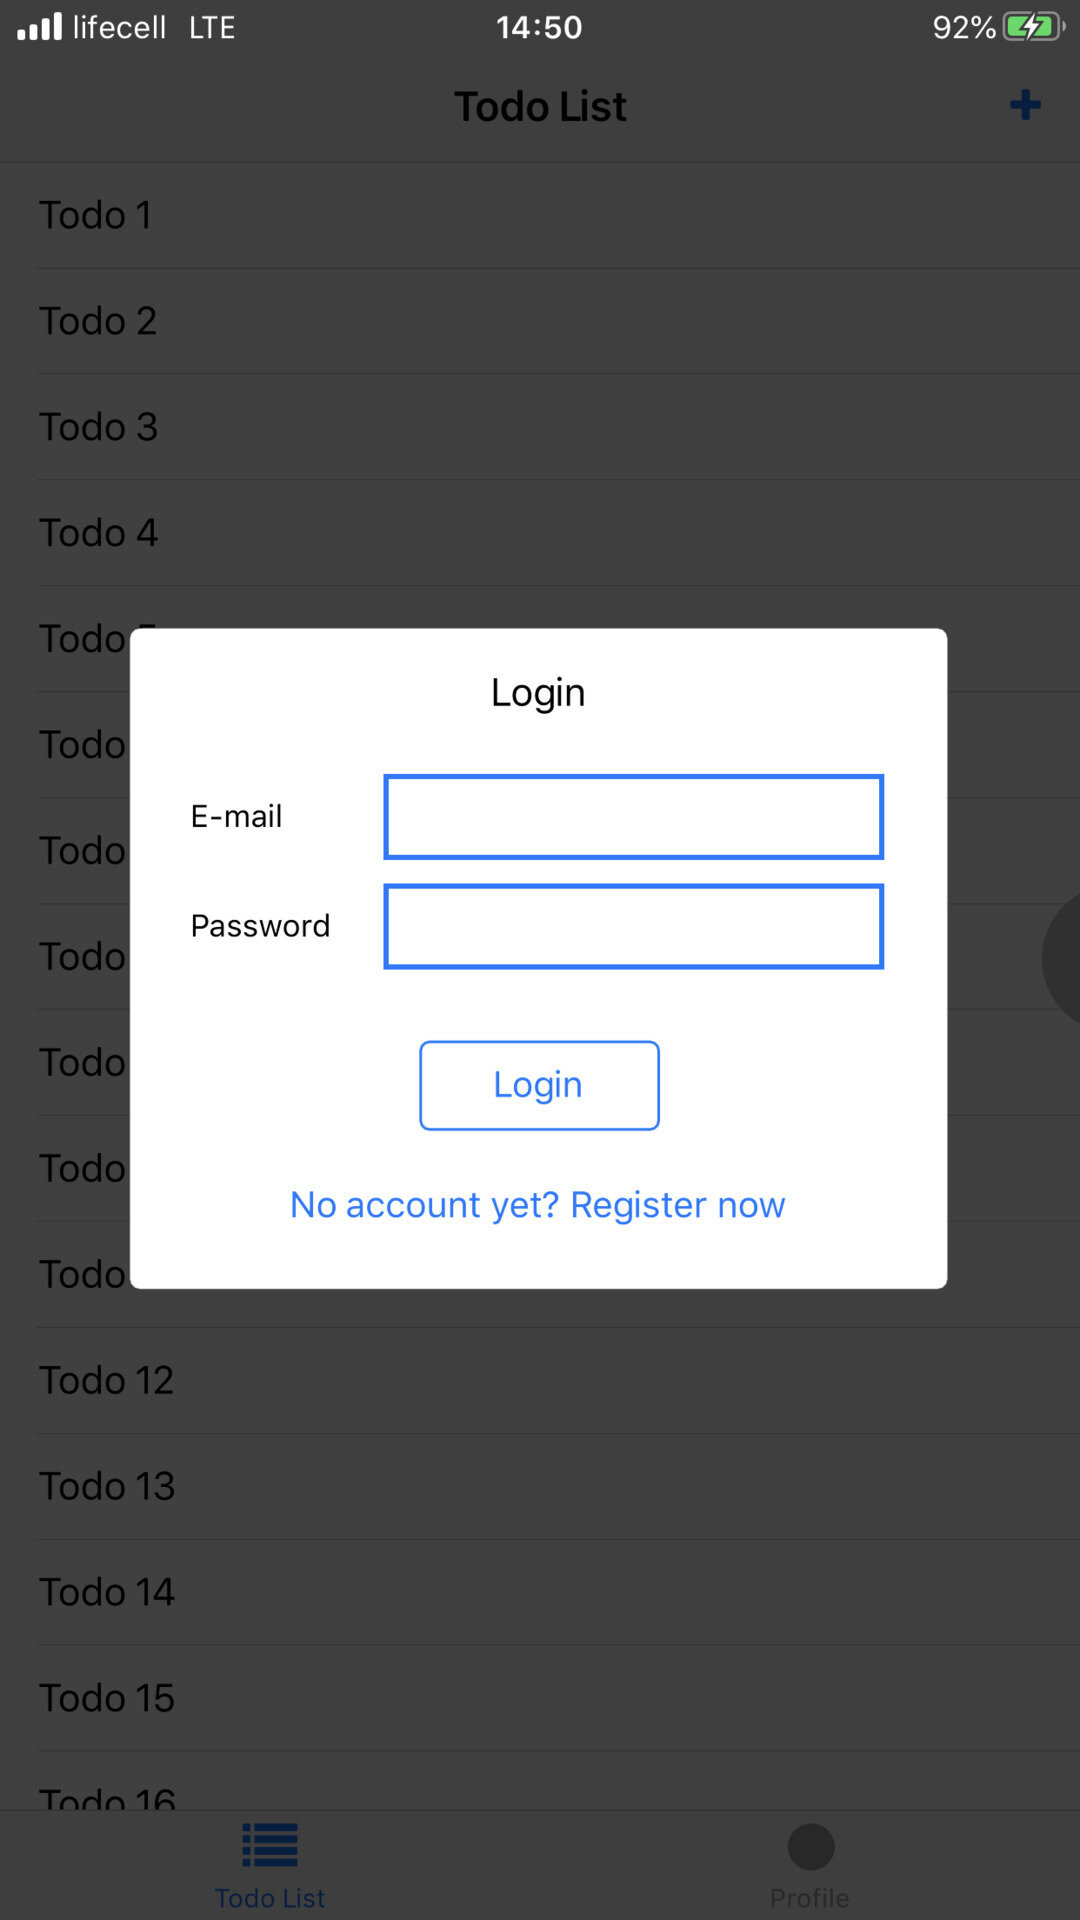 lifecell LTE 14:50 92%
Todo List
Todo 1
Todo 2
Todo 3
Todo 4
Todo
Login
Todo
E-mail
Todo
Password
Todo
Todo
Login
Todo
No account yet? Register now
Todo
Todo 12
Todo 13
Todo 14
Todo 15
Todo 16
Todo List Profile